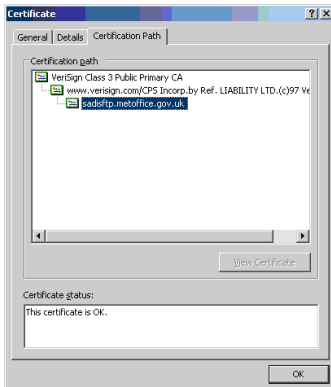 Certificate
General Details Certification Path
Certification path
VeriSign Class 3 Public Primary CA
www.verisign.com/CPS Incorp.by Ref. LIABILITY LTD.(c)97 Ve
sadisftp.metoffice.gov.uk
View Certificate
Certificate status:
This certificate is OK.
OK